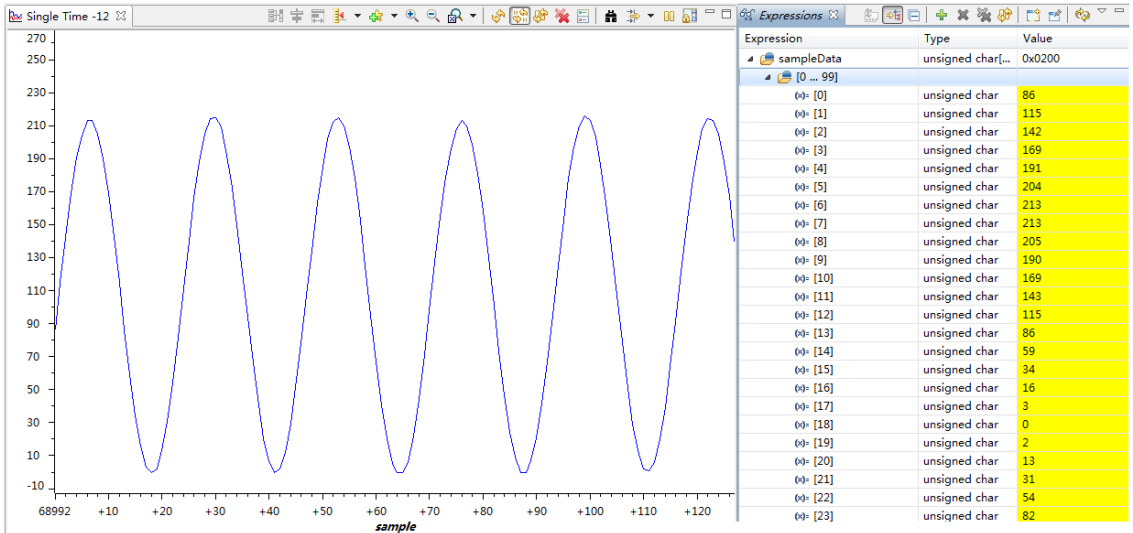 Single Time -12
270
250
230
210
190
170
150
130
110
90
70
50
30
10
-10
68992 +10 +20 +30 +40 +50 +60 +70 +80 +90 +100 +110 +120
sample
Expressions
Expression Type Value
sampleData unsigned char[... 0x0200
[0 ... 99]
(x)= [0] unsigned char 86
(x)= [1] unsigned char 115
(x)= [2] unsigned char 142
(x)= [3] unsigned char 169
(x)= [4] unsigned char 191
(x)= [5] unsigned char 204
(x)= [6] unsigned char 213
(x)= [7] unsigned char 213
(x)= [8] unsigned char 205
(x)= [9] unsigned char 190
(x)= [10] unsigned char 169
(x)= [11] unsigned char 143
(x)= [12] unsigned char 115
(x)= [13] unsigned char 86
(x)= [14] unsigned char 59
(x)= [15] unsigned char 34
(x)= [16] unsigned char 16
(x)= [17] unsigned char 3
(x)= [18] unsigned char 0
(x)= [19] unsigned char 2
(x)= [20] unsigned char 13
(x)= [21] unsigned char 31
(x)= [22] unsigned char 54
(x)= [23] unsigned char 82